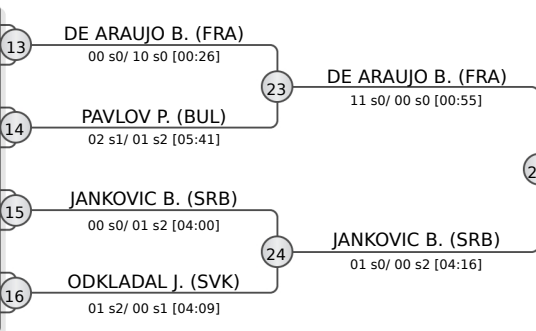 DE ARAUJO B. (FRA)
13
00 s0/ 10 s0 [00:26]
23
DE ARAUJO B. (FRA)
11 s0/ 00 s0 [00:55]
PAVLOV P. (BUL)
14
02 s1/ 01 s2 [05:41]
2
JANKOVIC B. (SRB)
15
00 s0/ 01 s2 [04:00]
24
JANKOVIC B. (SRB)
01 s0/ 00 s2 [04:16]
ODKLADAL J. (SVK)
16
01 s2/ 00 s1 [04:09]